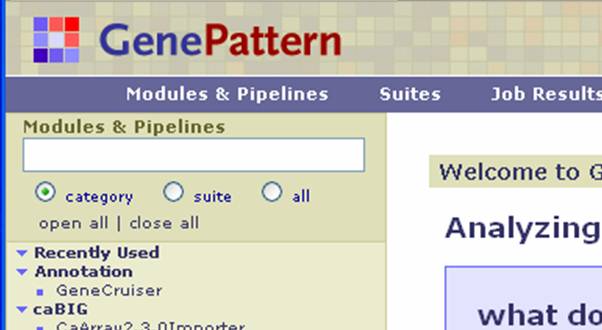 GenePattern
Modules & Pipelines Suites Job Results
Modules & Pipelines
category suite all
open all | close all
Recently Used
Annotation
GeneCruiser
caBIG
CaArray2.3.0Importer
Welcome to G
Analyzing
what do